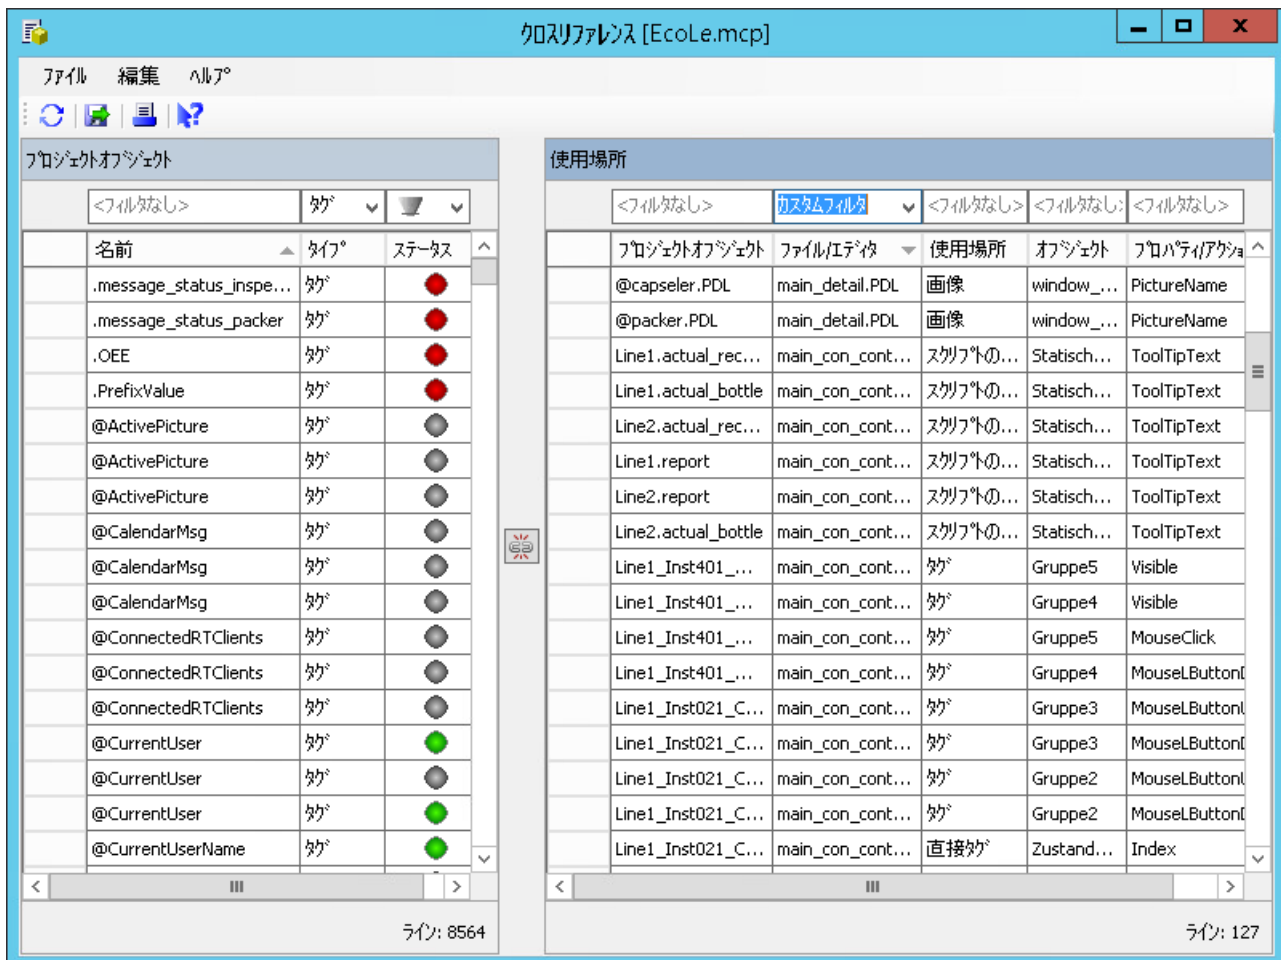 クロスリファレンス [EcoLe.mcp]
ファイル 編集 ヘルプ
プロジェクトオブジェクト 使用場所
<フィルタなし> タグ <フィルタなし> カスタムフィルタ <フィルタなし> <フィルタなし> <フィルタなし>
名前 タイプ ステータス プロジェクトオブジェクト ファイル/エディタ 使用場所 オブジェクト プロパティ/アクショ
.message_status_inspe... タグ @capseler.PDL main_detail.PDL 画像 window_... PictureName
.message_status_packer タグ @packer.PDL main_detail.PDL 画像 window_... PictureName
.OEE タグ Line1.actual_rec... main_con_cont... スクリプトの... Statisch... ToolTipText
.PrefixValue タグ Line1.actual_bottle main_con_cont... スクリプトの... Statisch... ToolTipText
@ActivePicture タグ Line2.actual_rec... main_con_cont... スクリプトの... Statisch... ToolTipText
@ActivePicture タグ Line1.report main_con_cont... スクリプトの... Statisch... ToolTipText
@ActivePicture タグ Line2.report main_con_cont... スクリプトの... Statisch... ToolTipText
@CalendarMsg タグ Line2.actual_bottle main_con_cont... スクリプトの... Statisch... ToolTipText
@CalendarMsg タグ Line1_Inst401_... main_con_cont... タグ Gruppe5 Visible
@CalendarMsg タグ Line1_Inst401_... main_con_cont... タグ Gruppe4 Visible
@ConnectedRTClients タグ Line1_Inst401_... main_con_cont... タグ Gruppe5 MouseClick
@ConnectedRTClients タグ Line1_Inst401_... main_con_cont... タグ Gruppe4 MouseLButton
@ConnectedRTClients タグ Line1_Inst021_C... main_con_cont... タグ Gruppe3 MouseLButton
@CurrentUser タグ Line1_Inst021_C... main_con_cont... タグ Gruppe3 MouseLButton
@CurrentUser タグ Line1_Inst021_C... main_con_cont... タグ Gruppe2 MouseLButton
@CurrentUser タグ Line1_Inst021_C... main_con_cont... タグ Gruppe2 MouseLButton
@CurrentUserName タグ Line1_Inst021_C... main_con_cont... 直接タグ Zustand... Index
ライン: 8564 ライン: 127